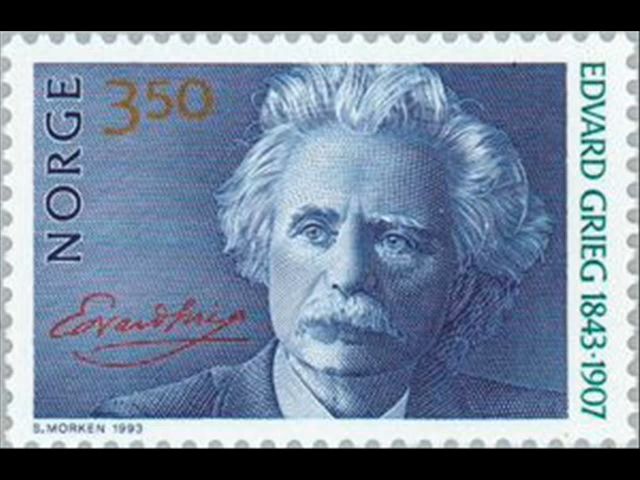 NORGE
350
EDVARD GRIEG 1843·1907
Edvard Grieg
S. MORKEN 1993